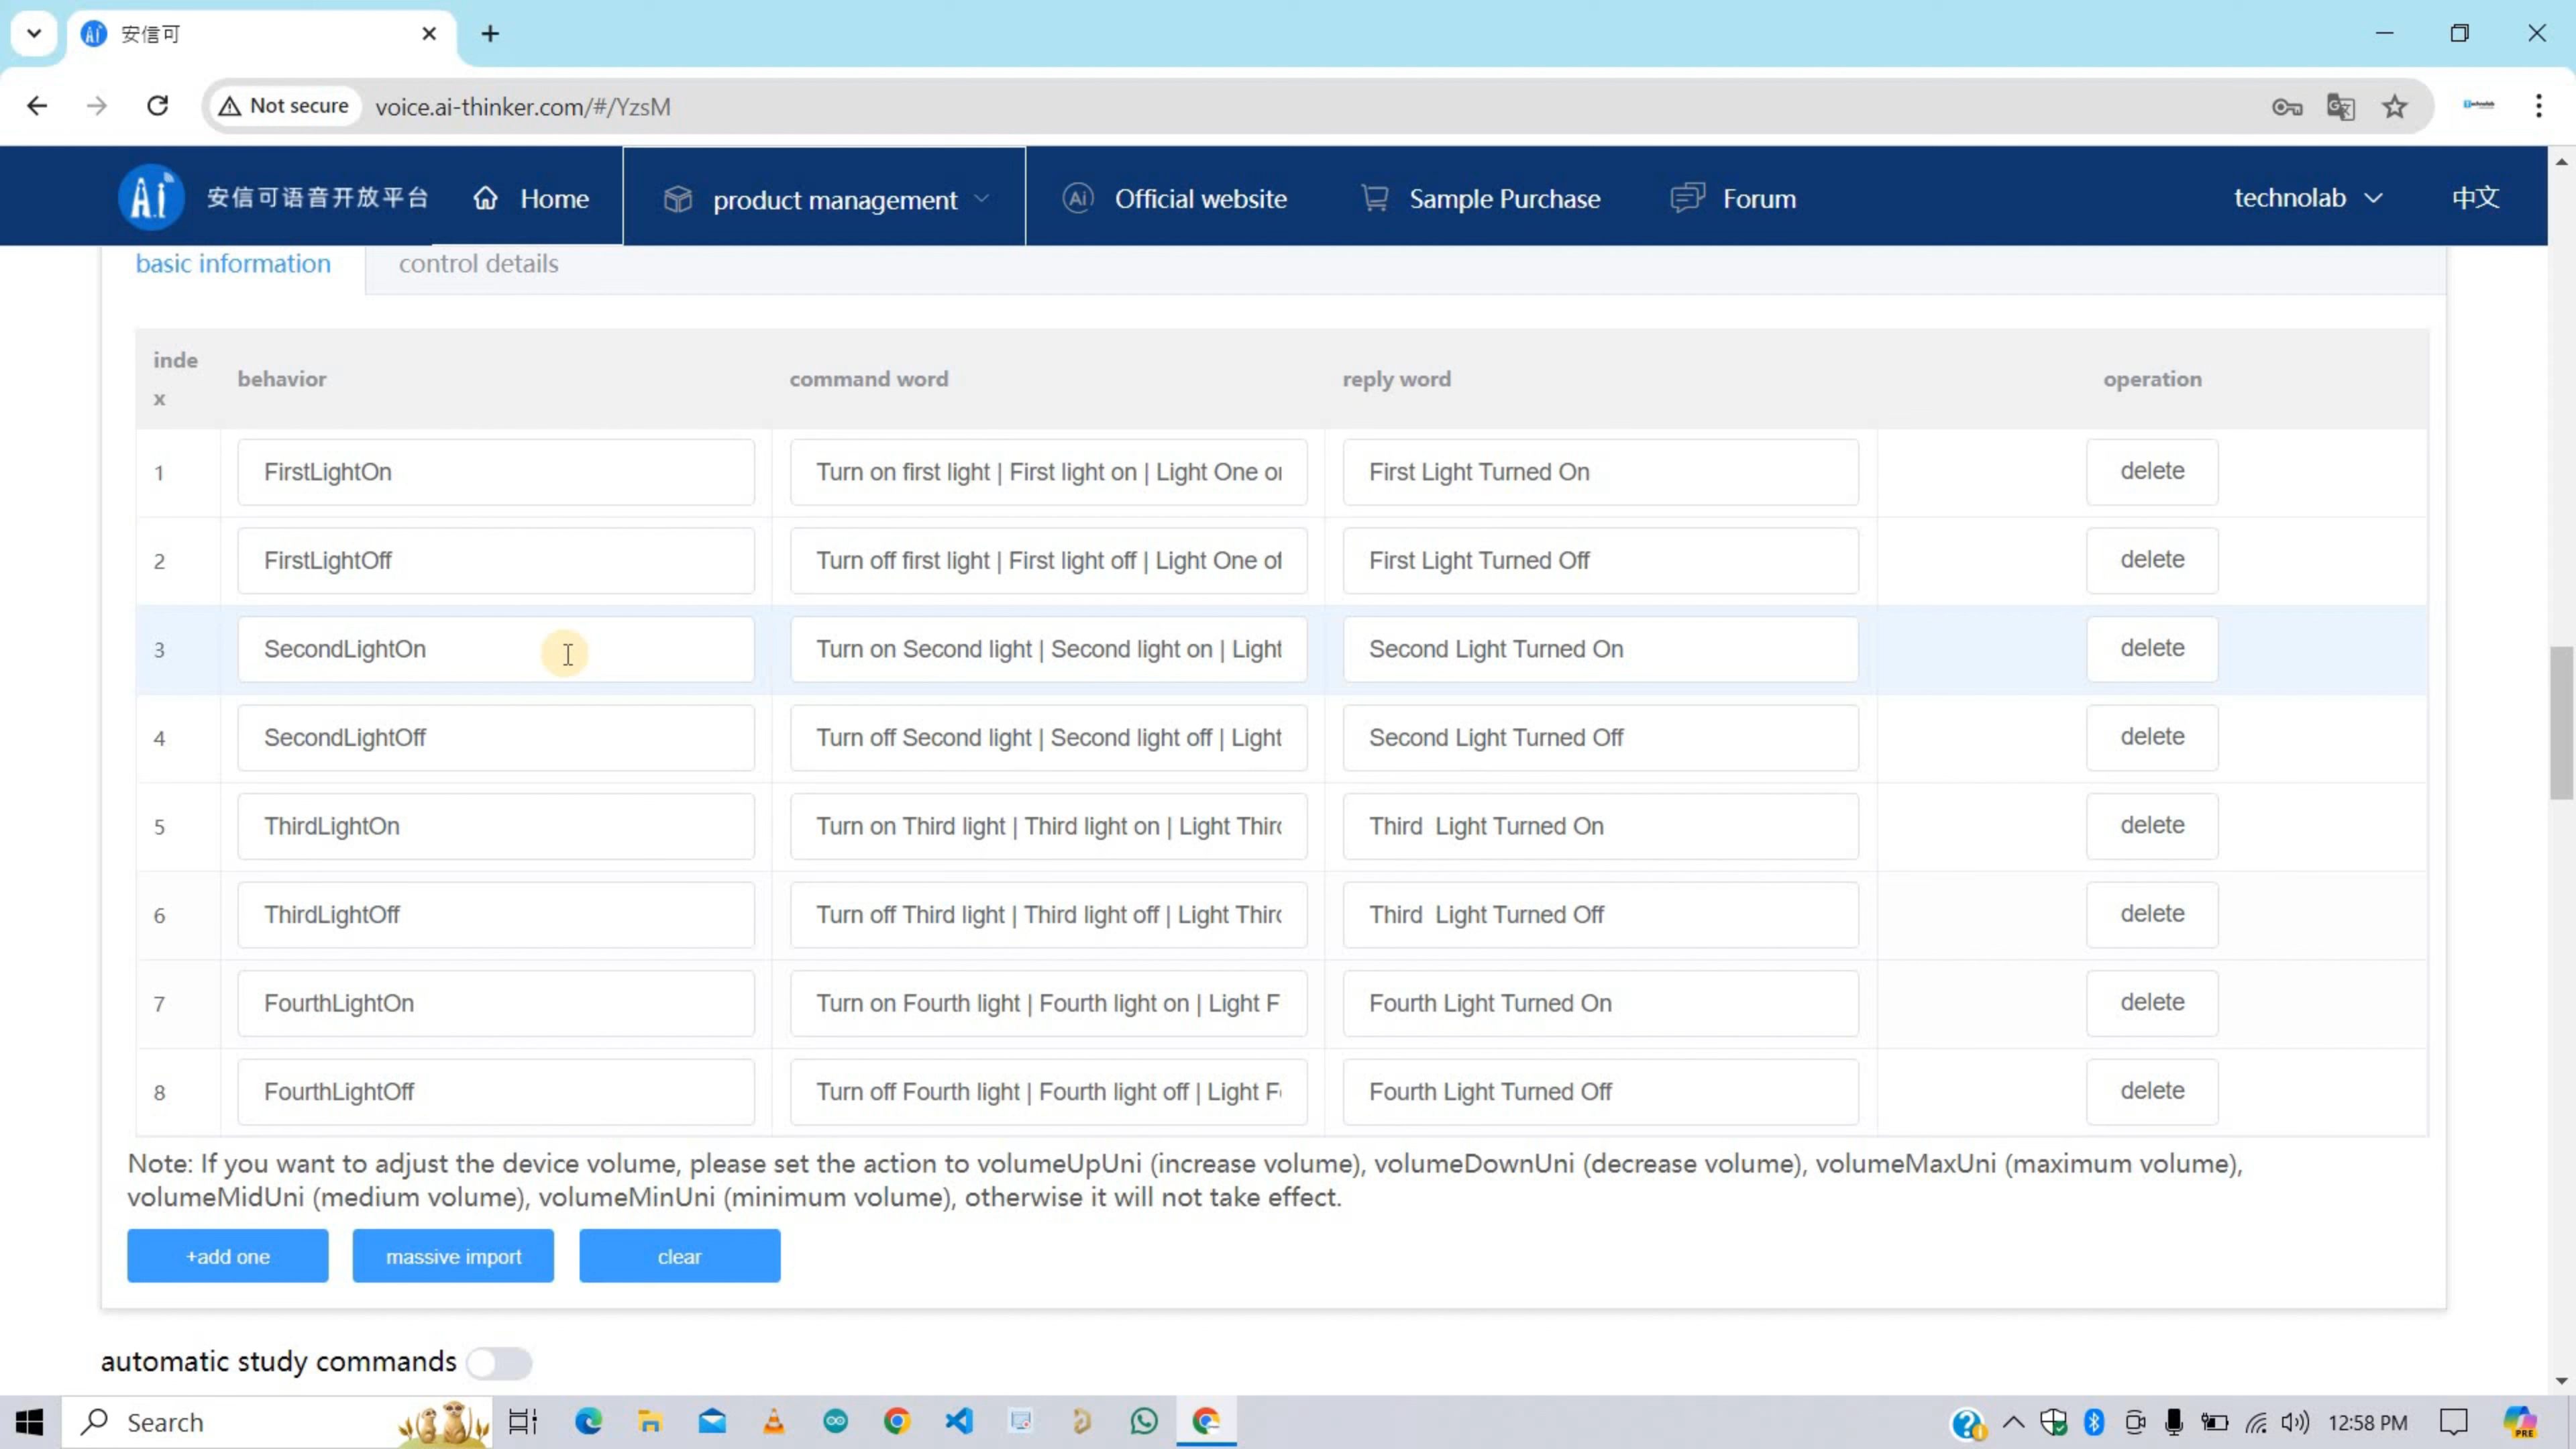 安信可
Not secure
voice.ai-thinker.com/#/YzsM
安信可语音开放平台
Home
product management
Official website
Sample Purchase
Forum
technolab
中文
basic information
control details
inde
x
behavior
command word
reply word
operation
1
FirstLightOn
Turn on first light | First light on | Light One
First Light Turned On
delete
2
FirstLightOff
Turn off first light | First light off | Light One
First Light Turned Off
delete
3
SecondLightOn
Turn on Second light | Second light on | Light
Second Light Turned On
delete
4
SecondLightOff
Turn off Second light | Second light off | Light
Second Light Turned Off
delete
5
ThirdLightOn
Turn on Third light | Third light on | Light
Third  Light Turned On
delete
6
ThirdLightOff
Turn off Third light | Third light off | Light
Third  Light Turned Off
delete
7
FourthLightOn
Turn on Fourth light | Fourth light on | Light F
Fourth Light Turned On
delete
8
FourthLightOff
Turn off Fourth light | Fourth light off | Light
Fourth Light Turned Off
delete
Note: If you want to adjust the device volume, please set the action to volumeUpUni (increase volume), volumeDownUni (decrease volume), volumeMaxUni (maximum volume),
volumeMidUni (medium volume), volumeMinUni (minimum volume), otherwise it will not take effect.
+add one
massive import
clear
automatic study commands
Search
12:58 PM
PRE